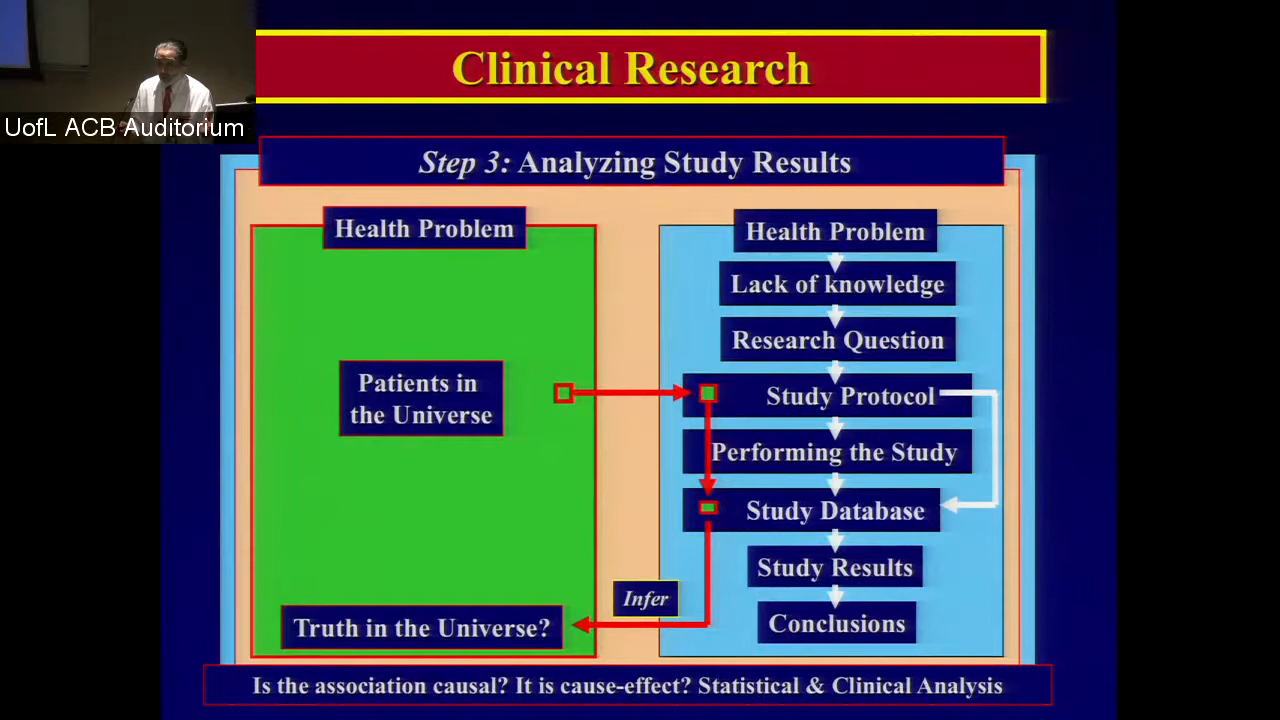 UofL ACB Auditorium
Clinical Research
Step 3: Analyzing Study Results
Health Problem
Patients in
the Universe
Truth in the Universe?
Infer
Health Problem
Lack of knowledge
Research Question
Study Protocol
Performing the Study
Study Database
Study Results
Conclusions
Is the association causal? It is cause-effect? Statistical & Clinical Analysis